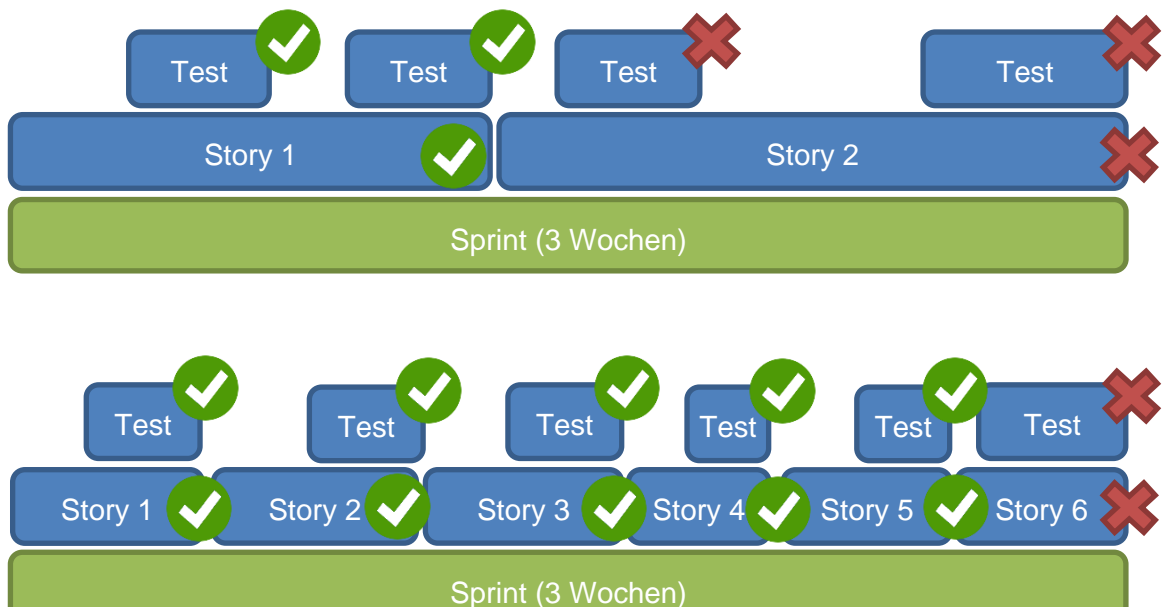 Test Test Test Test
Story 1 Story 2
Sprint (3 Wochen)
Test Test Test Test Test Test
Story 1 Story 2 Story 3 Story 4 Story 5 Story 6
Sprint (3 Wochen)